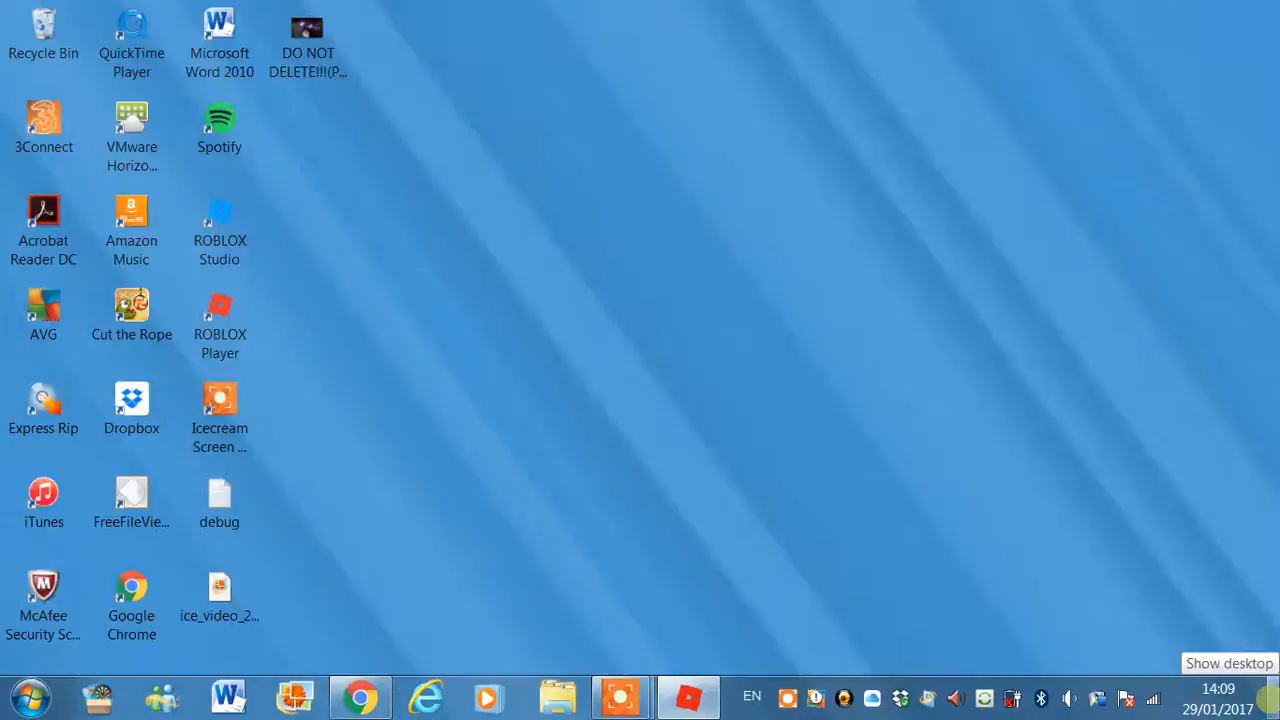 Recycle Bin
QuickTime
Player
Microsoft
Word 2010
DO NOT
DELETE!!!(P...
3Connect
VMware
Horizo...
Spotify
Acrobat
Reader DC
Amazon
Music
ROBLOX
Studio
AVG
Cut the Rope
ROBLOX
Player
Express Rip
Dropbox
Icecream
Screen ...
iTunes
FreeFileVie...
debug
McAfee
Security Sc...
Google
Chrome
ice_video_2...
Show desktop
EN
14:09
29/01/2017